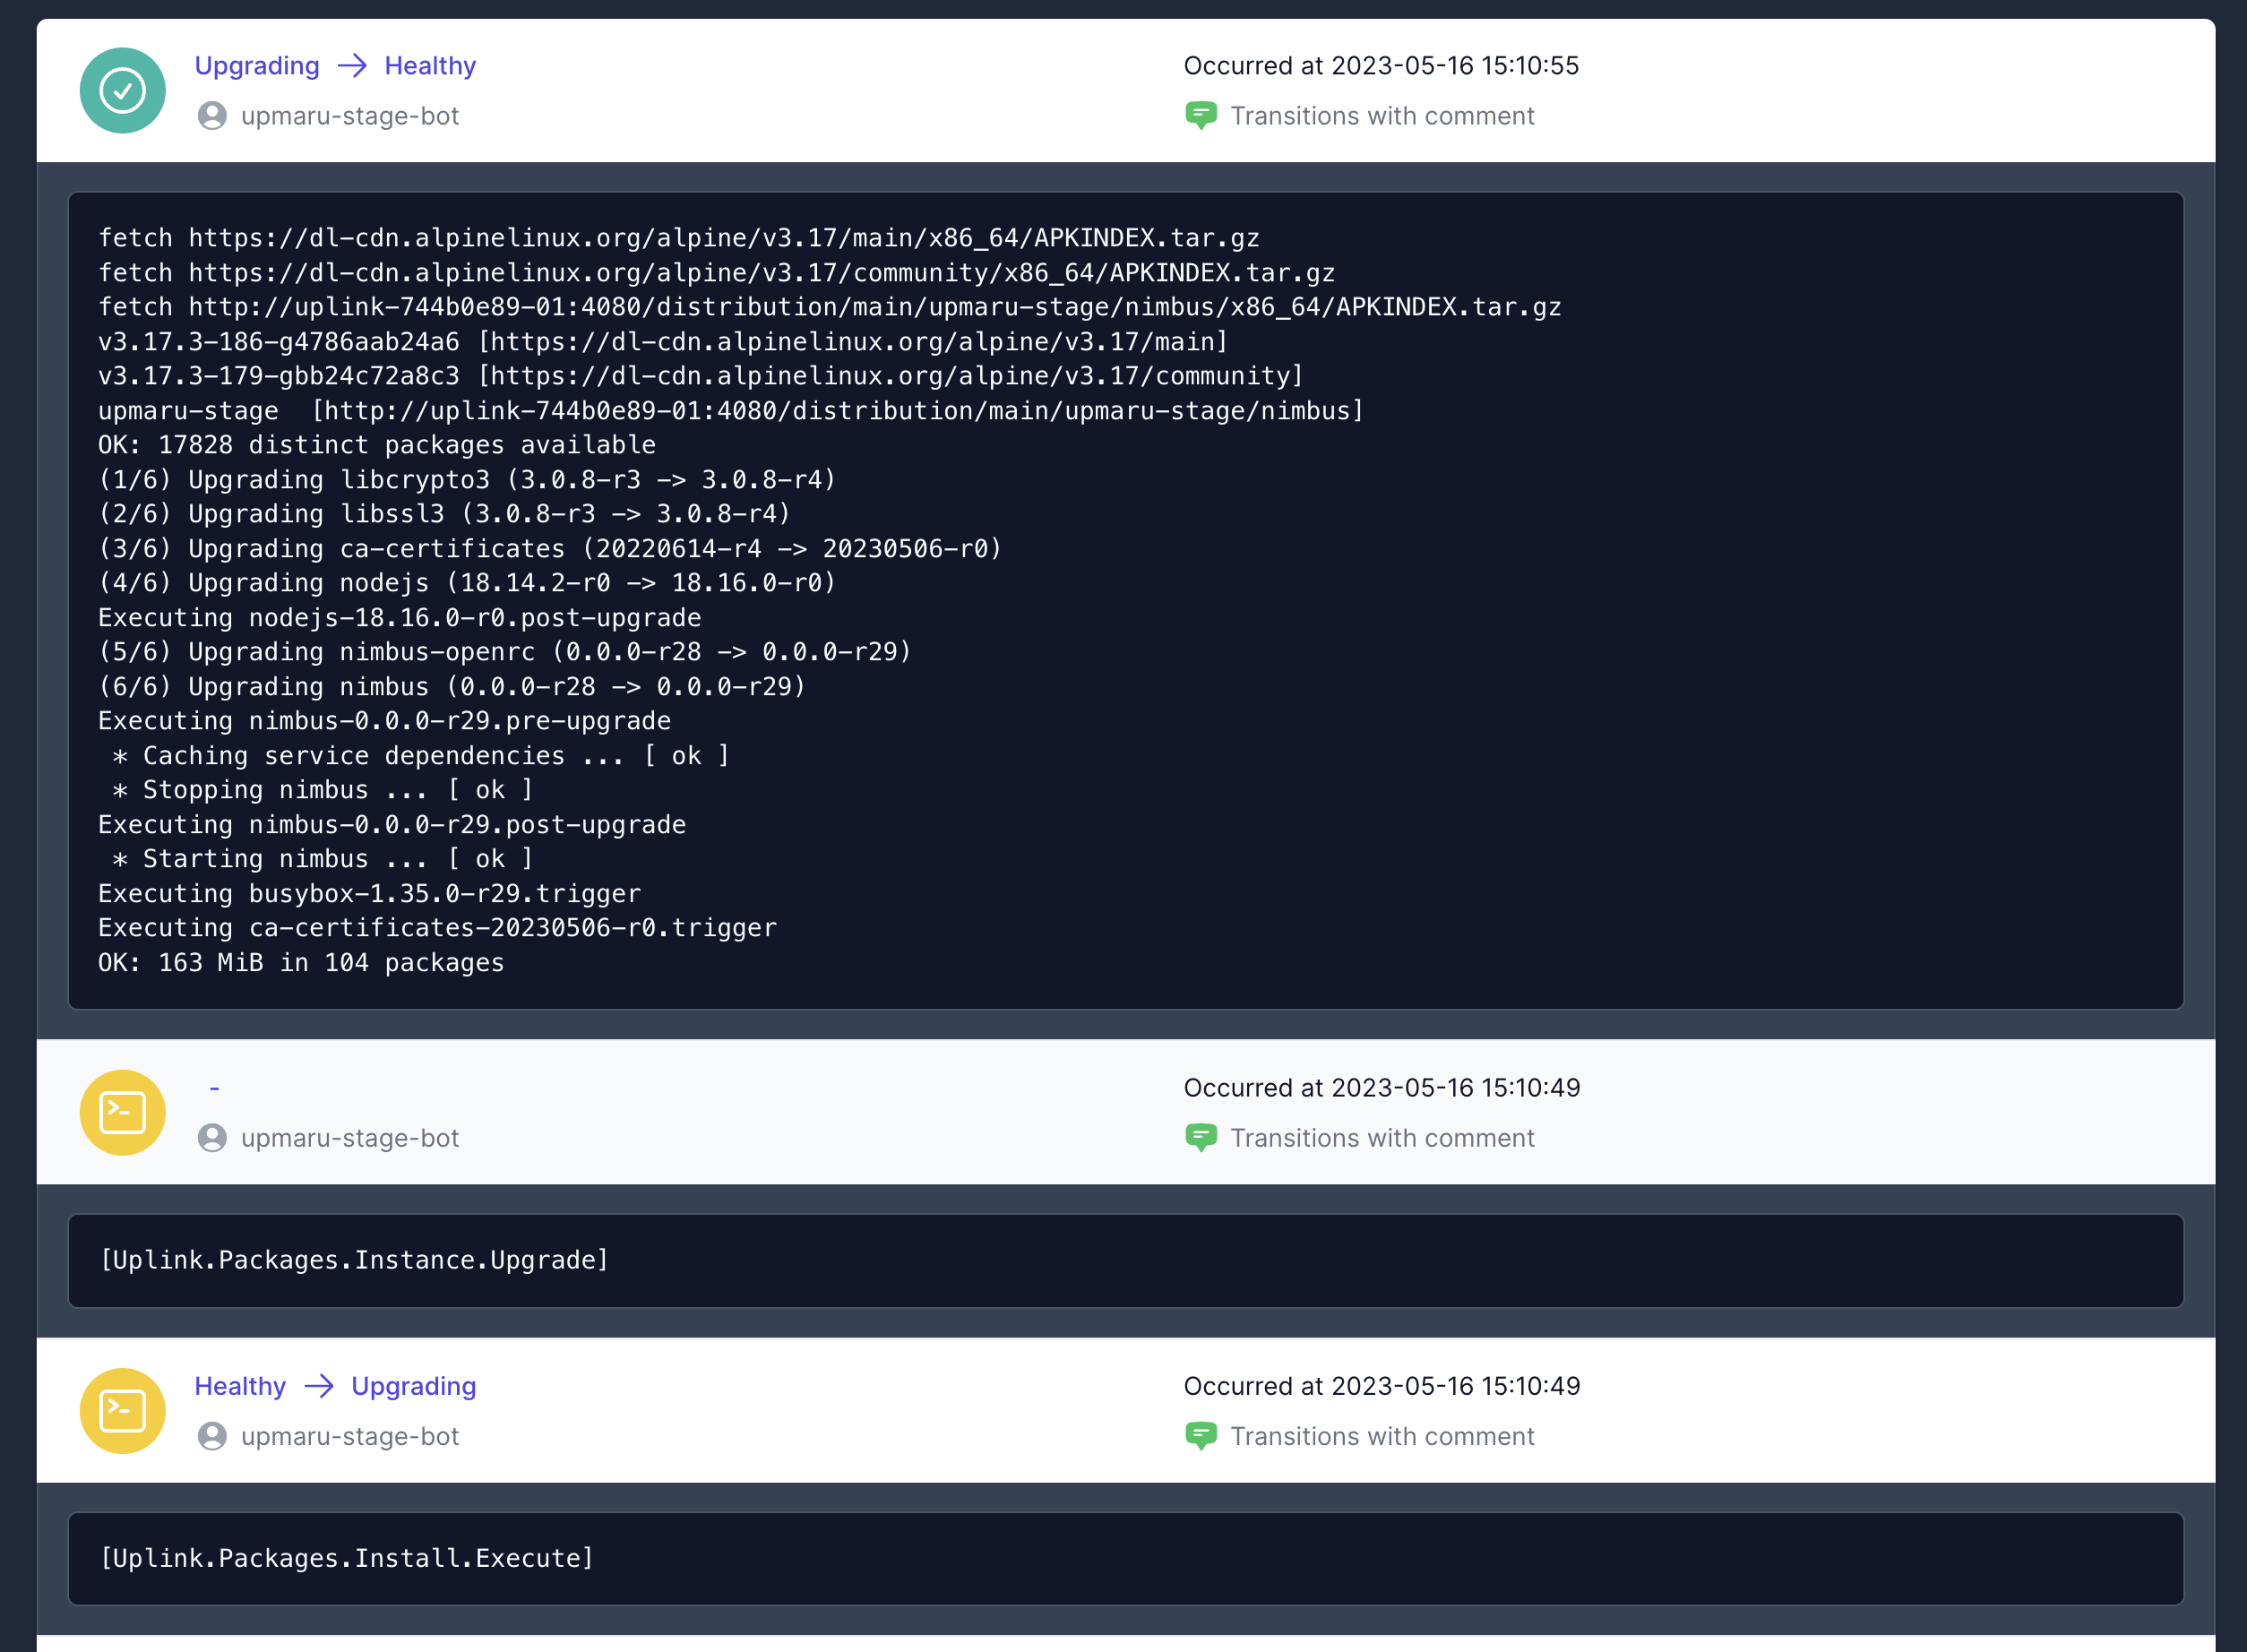 Upgrading → Healthy
Occurred at 2023-05-16 15:10:55
upmaru-stage-bot
Transitions with comment
fetch https://dl-cdn.alpinelinux.org/alpine/v3.17/main/x86_64/APKINDEX.tar.gz
fetch https://dl-cdn.alpinelinux.org/alpine/v3.17/community/x86_64/APKINDEX.tar.gz
fetch http://uplink-744b0e89-01:4080/distribution/main/upmaru-stage/nimbus/x86_64/APKINDEX.tar.gz
v3.17.3-186-g4786aab24a6 [https://dl-cdn.alpinelinux.org/alpine/v3.17/main]
v3.17.3-179-gbb24c72a8c3 [https://dl-cdn.alpinelinux.org/alpine/v3.17/community]
upmaru-stage  [http://uplink-744b0e89-01:4080/distribution/main/upmaru-stage/nimbus]
OK: 17828 distinct packages available
(1/6) Upgrading libcrypto3 (3.0.8-r3 -> 3.0.8-r4)
(2/6) Upgrading libssl3 (3.0.8-r3 -> 3.0.8-r4)
(3/6) Upgrading ca-certificates (20220614-r4 -> 20230506-r0)
(4/6) Upgrading nodejs (18.14.2-r0 -> 18.16.0-r0)
Executing nodejs-18.16.0-r0.post-upgrade
(5/6) Upgrading nimbus-openrc (0.0.0-r28 -> 0.0.0-r29)
(6/6) Upgrading nimbus (0.0.0-r28 -> 0.0.0-r29)
Executing nimbus-0.0.0-r29.pre-upgrade
 * Caching service dependencies ... [ ok ]
 * Stopping nimbus ... [ ok ]
Executing nimbus-0.0.0-r29.post-upgrade
 * Starting nimbus ... [ ok ]
Executing busybox-1.35.0-r29.trigger
Executing ca-certificates-20230506-r0.trigger
OK: 163 MiB in 104 packages
-
Occurred at 2023-05-16 15:10:49
upmaru-stage-bot
Transitions with comment
[Uplink.Packages.Instance.Upgrade]
Healthy → Upgrading
Occurred at 2023-05-16 15:10:49
upmaru-stage-bot
Transitions with comment
[Uplink.Packages.Install.Execute]